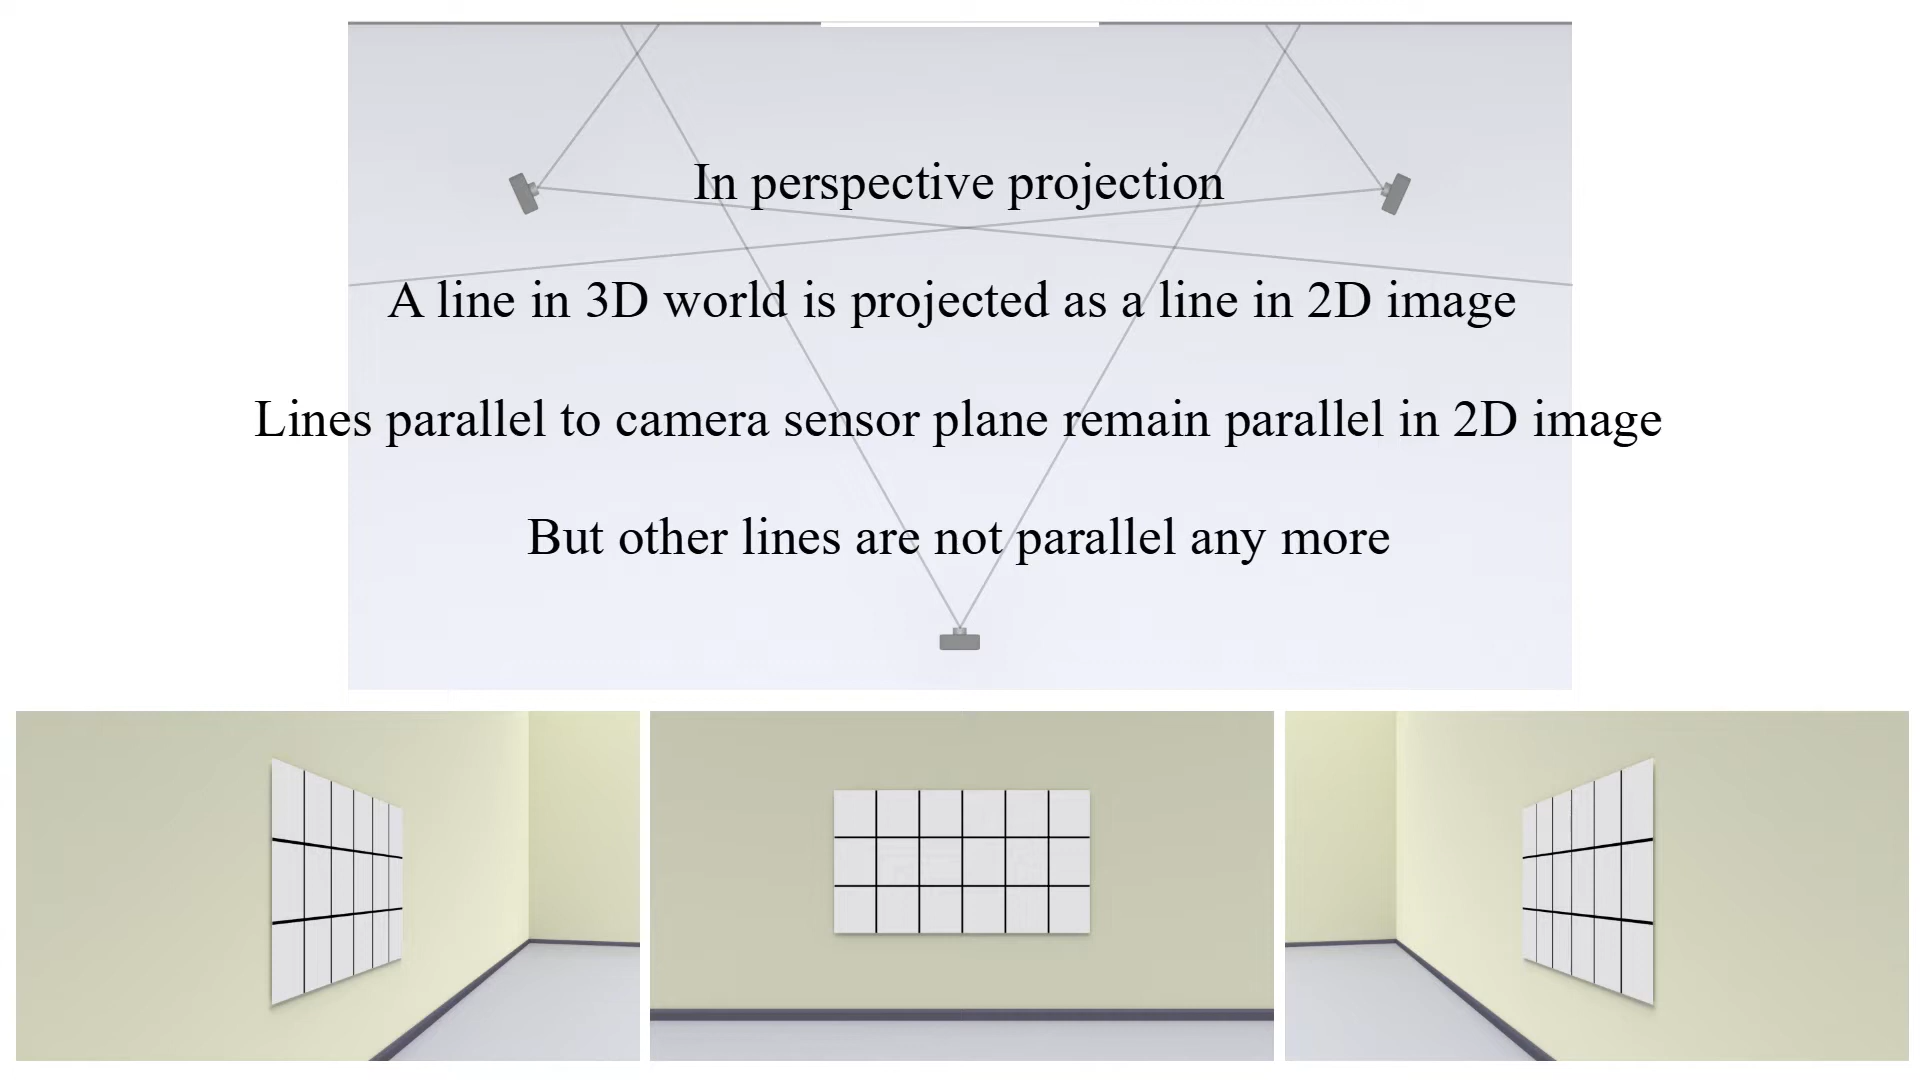 In perspective projection
A line in 3D world is projected as a line in 2D image
Lines parallel to camera sensor plane remain parallel in 2D image
But other lines are not parallel any more